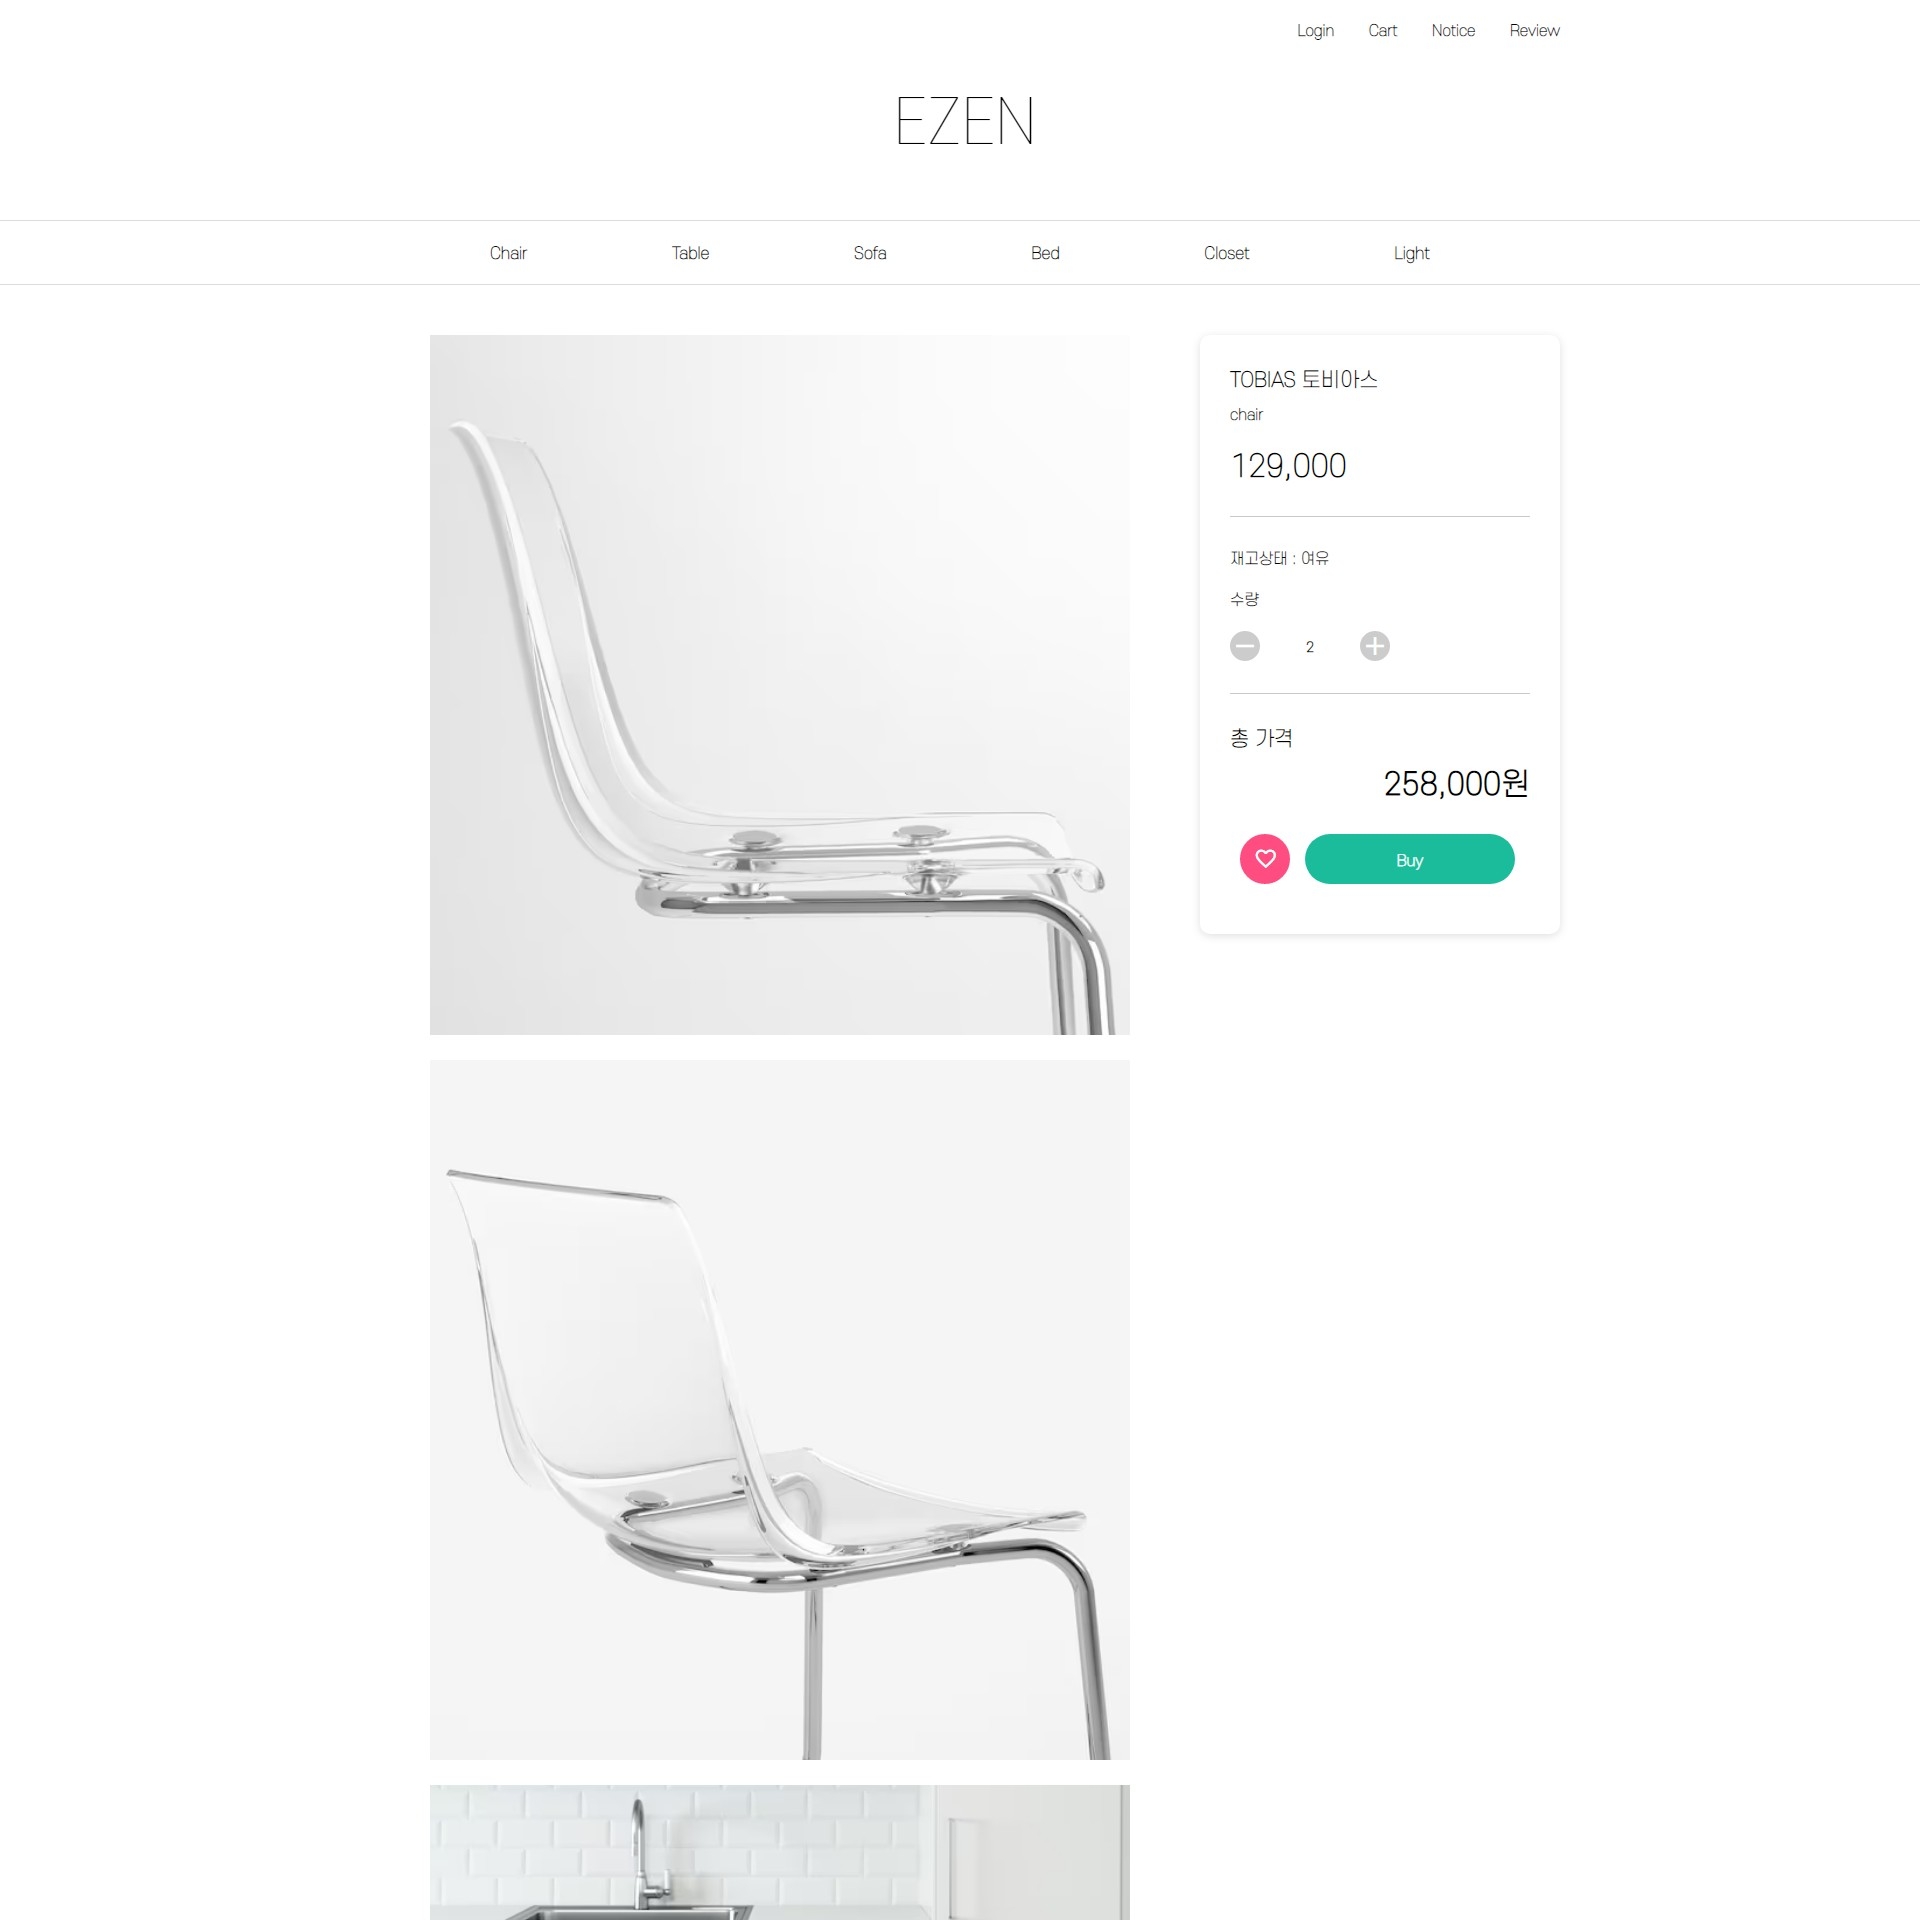 Login Cart Notice Review
EZEN
Chair Table Sofa Bed Closet Light
TOBIAS 토비아스
chair
129,000
재고상태 : 여유
수량
2
총 가격
258,000원
Buy